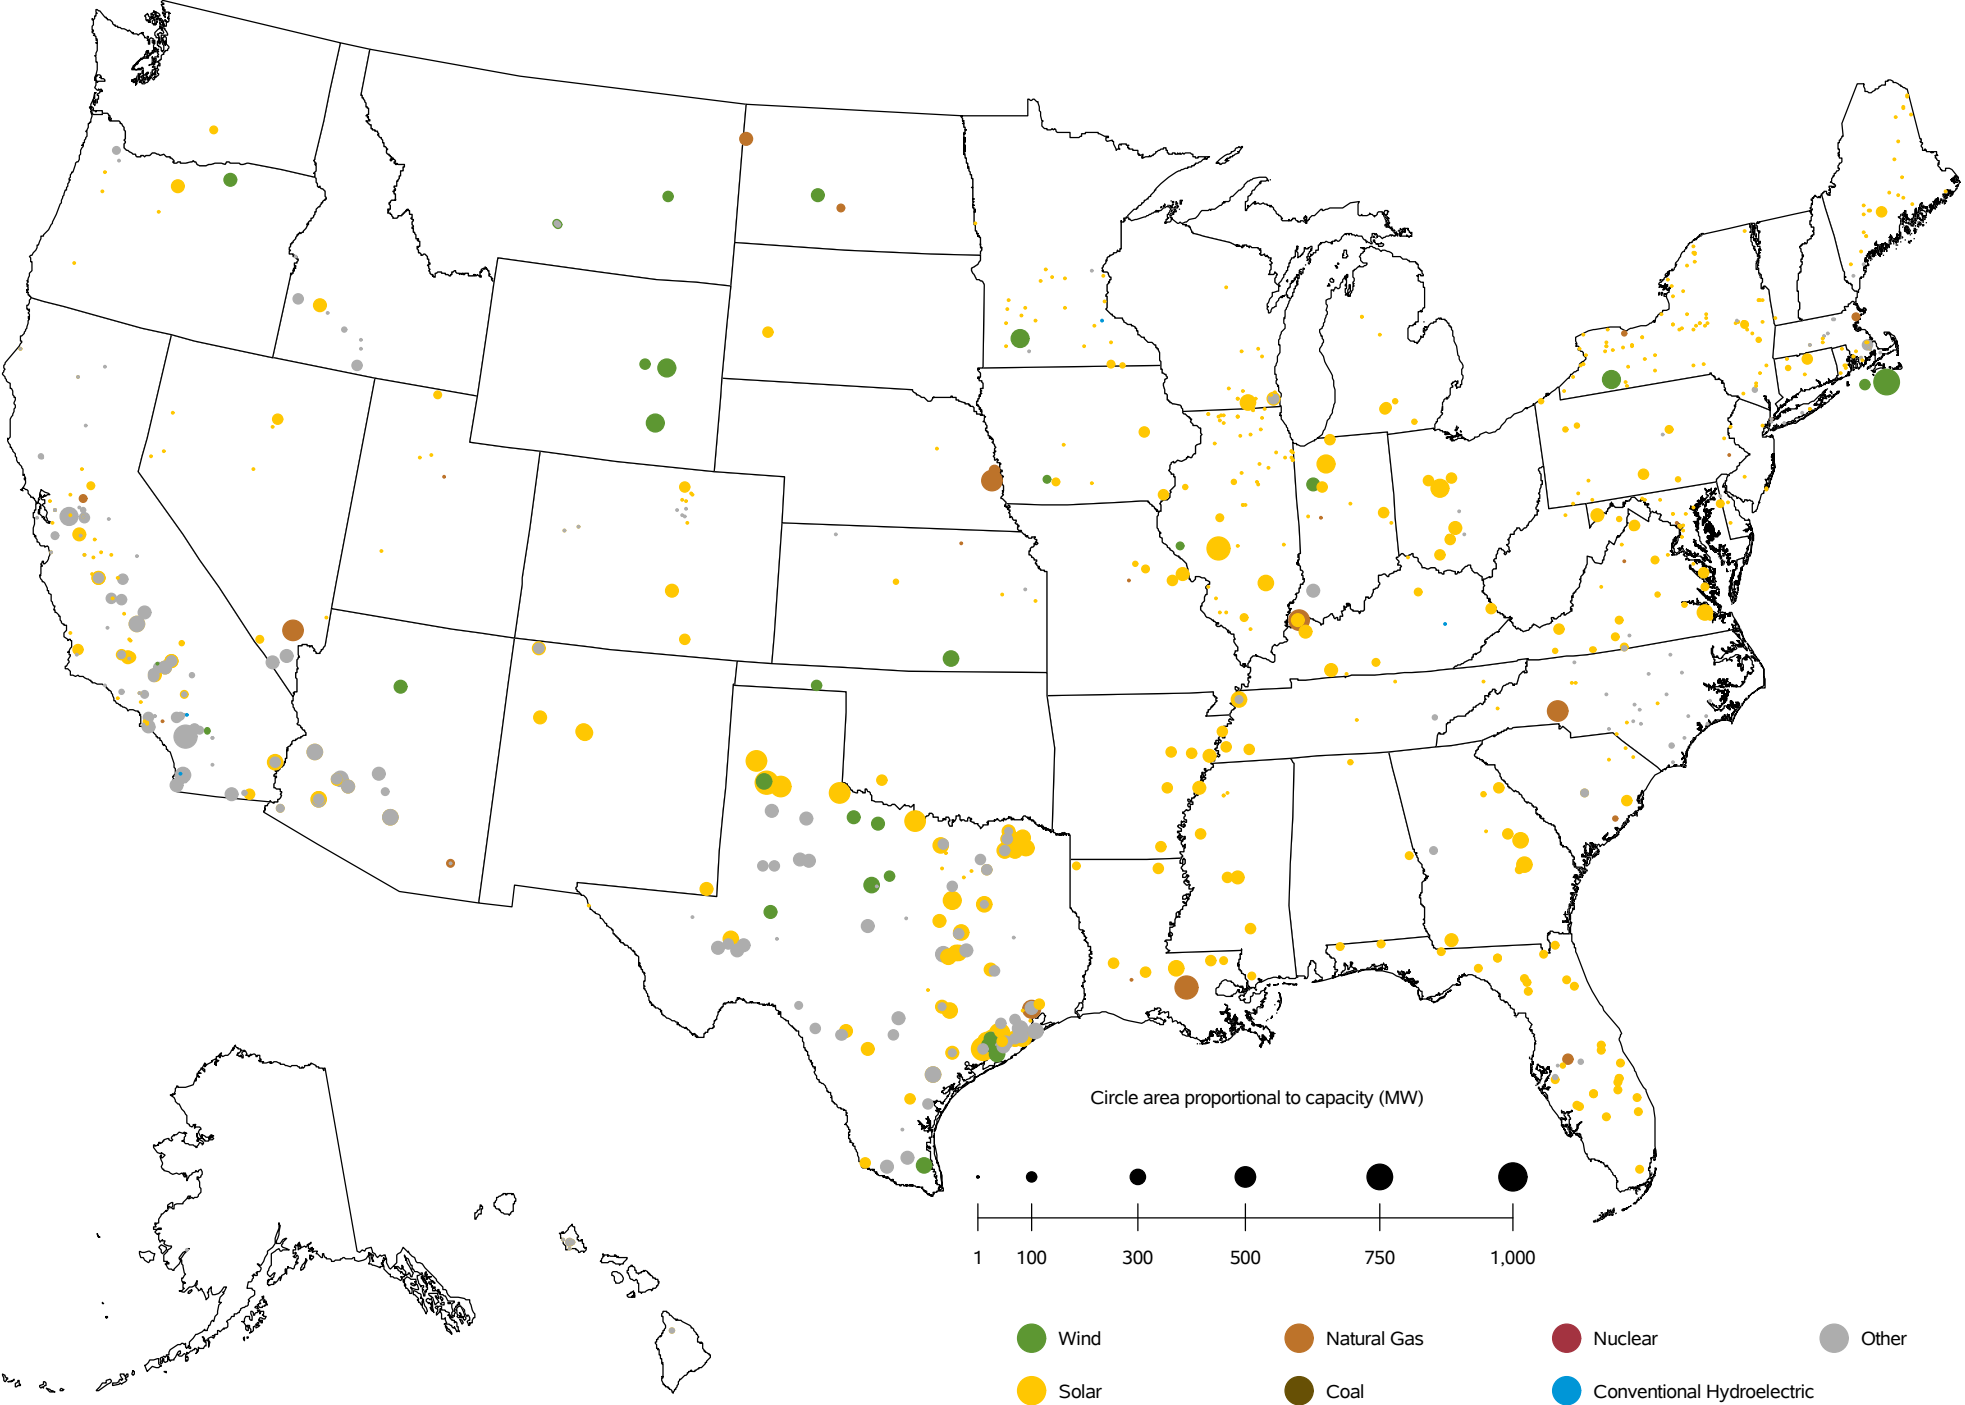 Circle area proportional to capacity (MW)
1 100 300 500 750 1,000
Wind Natural Gas Nuclear Other
Solar Coal Conventional Hydroelectric